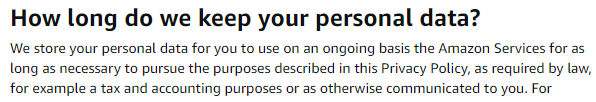 How long do we keep your personal data?
We store your personal data for you to use on an ongoing basis the Amazon Services for as
long as necessary to pursue the purposes described in this Privacy Policy, as required by law,
for example a tax and accounting purposes or as otherwise communicated to you. For